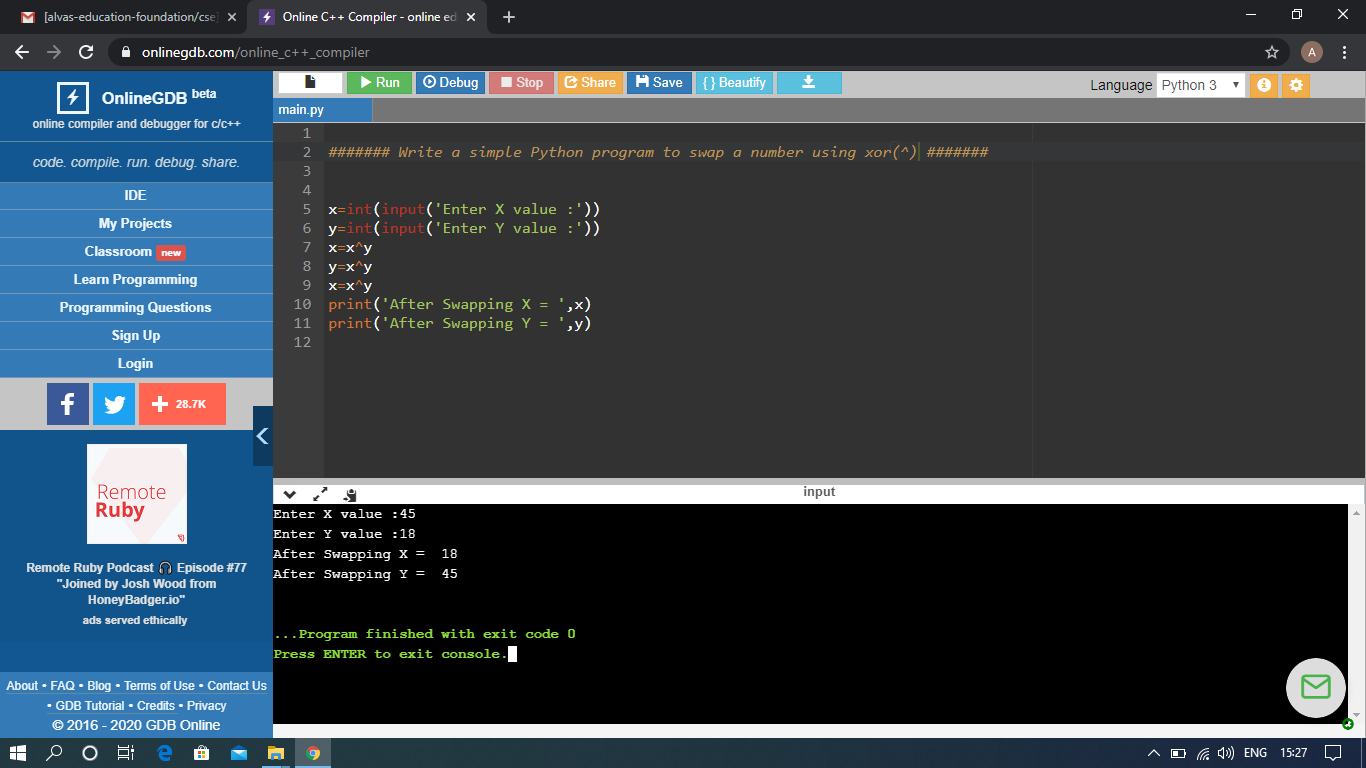 [alvas-education-foundation/cse]
Online C++ Compiler - online ed
onlinegdb.com/online_c++_compiler
A
OnlineGDB beta
online compiler and debugger for c/c++
code. compile. run. debug. share.
IDE
My Projects
Classroom new
Learn Programming
Programming Questions
Sign Up
Login
28.7K
Remote
Ruby
Remote Ruby Podcast 🎧 Episode #77
"Joined by Josh Wood from
HoneyBadger.io"
ads served ethically
About • FAQ • Blog • Terms of Use • Contact Us
• GDB Tutorial • Credits • Privacy
© 2016 - 2020 GDB Online
Run Debug Stop Share Save { } Beautify
Language Python 3
main.py
1
2 ####### Write a simple Python program to swap a number using xor(^) #######
3
4
5 x=int(input('Enter X value :'))
6 y=int(input('Enter Y value :'))
7 x=x^y
8 y=x^y
9 x=x^y
10 print('After Swapping X = ',x)
11 print('After Swapping Y = ',y)
12
input
Enter X value :45
Enter Y value :18
After Swapping X =  18
After Swapping Y =  45
...Program finished with exit code 0
Press ENTER to exit console.
ENG 15:27